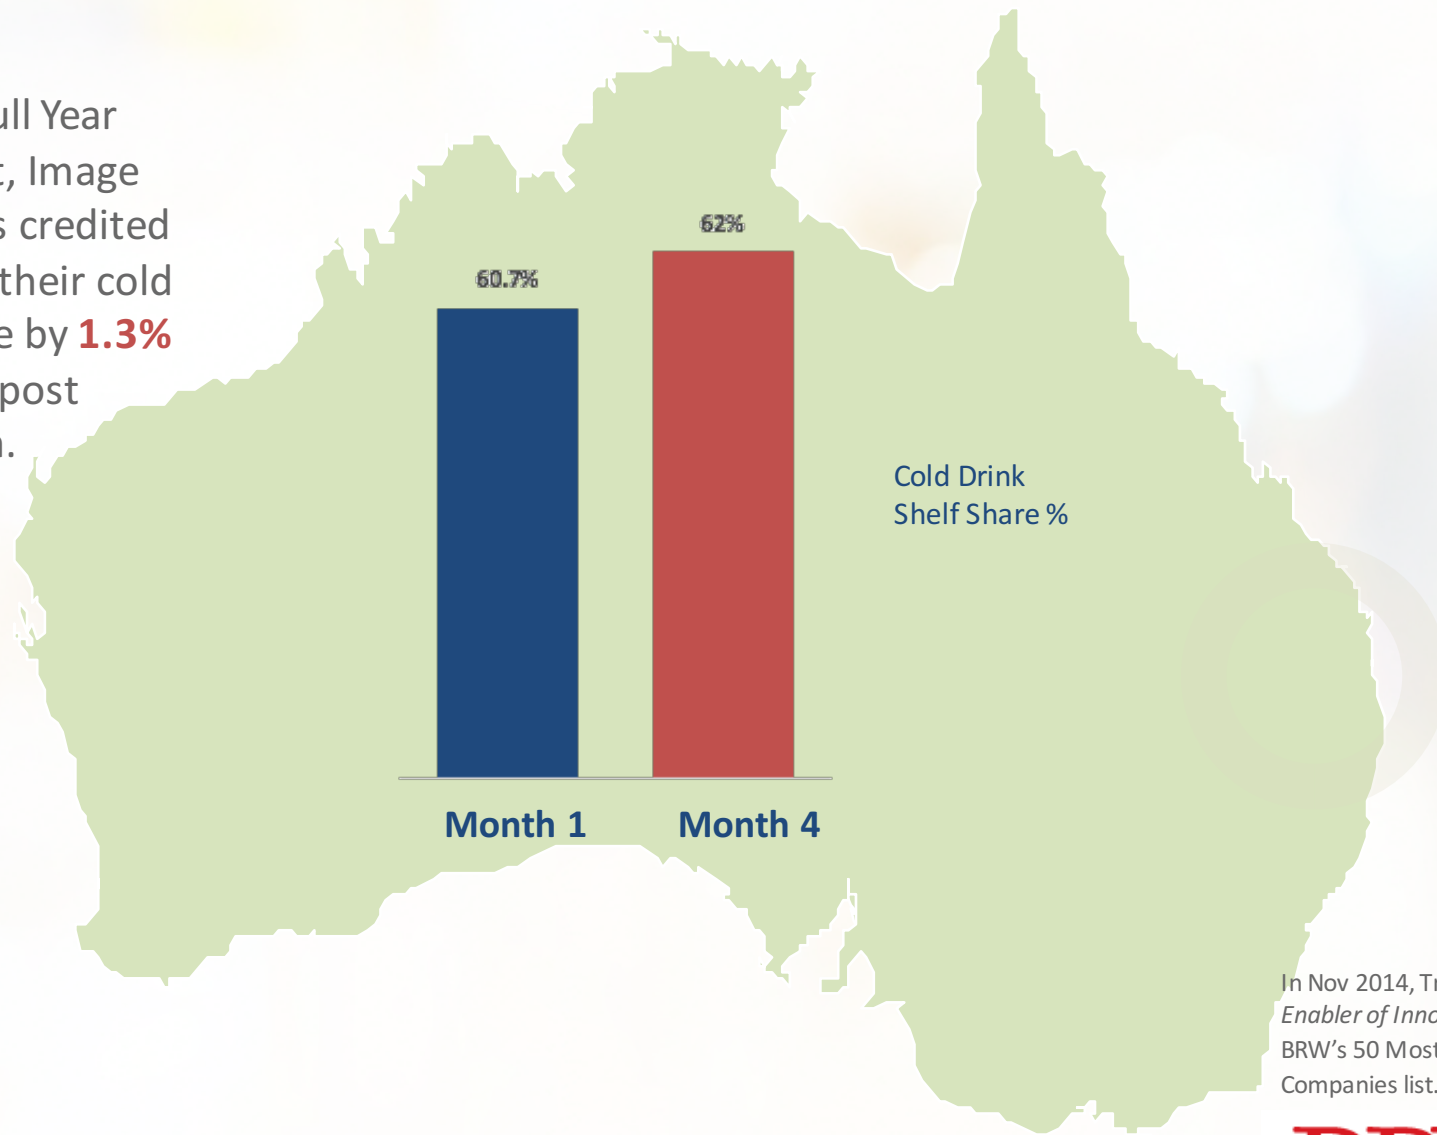 ull Year
t, Image
s credited
their cold
e by 1.3%
post
n.
62%
60.7%
Cold Drink
Shelf Share %
Month 1
Month 4
In Nov 2014, Tr
Enabler of Inno
BRW's 50 Most
Companies list.